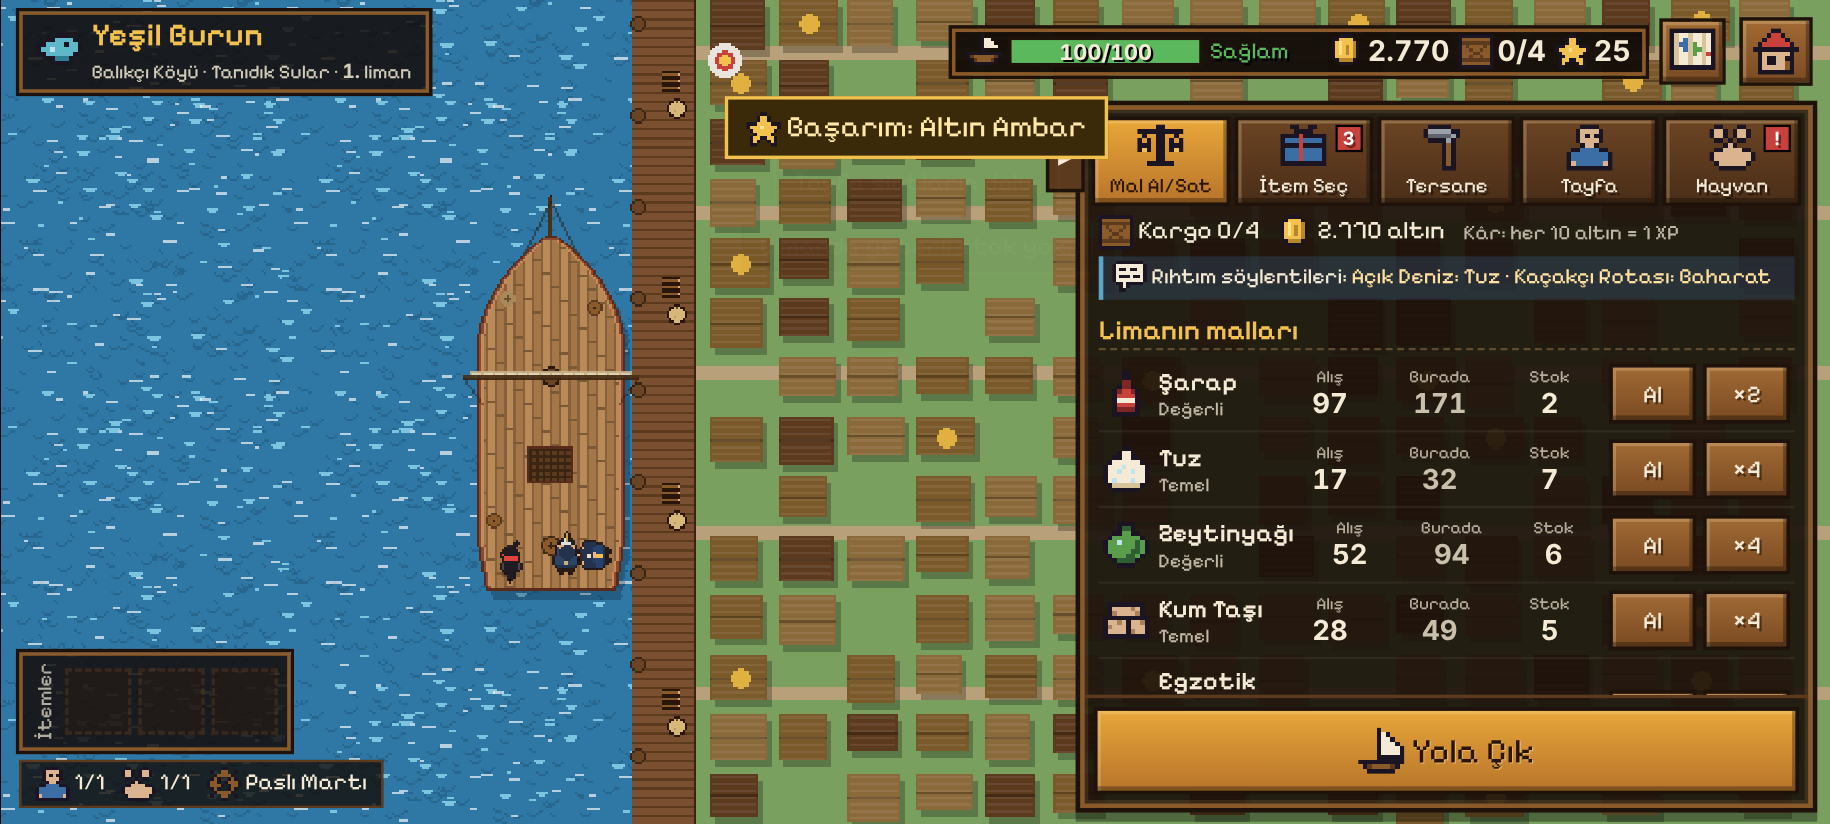 Yeşil Burun
Balıkçı Köyü · Tanıdık Sular · 1. liman
100/100 Sağlam 2.770 0/4 25
Başarım: Altın Ambar
Mal Al/Sat
3
İtem Seç
Tersane
Tayfa
!
Hayvan
Kargo 0/4 2.770 altın Kâr: her 10 altın = 1 XP
Rıhtım söylentileri: Açık Deniz: Tuz · Kaçakçı Rotası: Baharat
Limanın malları
Şarap Alış Burada Stok
Değerli 97 171 2 Al ×2
Tuz Alış Burada Stok
Temel 17 32 7 Al ×4
Zeytinyağı Alış Burada Stok
Değerli 52 94 6 Al ×4
Kum Taşı Alış Burada Stok
Temel 28 49 5 Al ×4
Egzotik
Yola Çık
İtemler
1/1 1/1 Paslı Martı